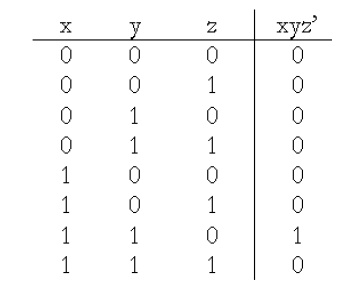 x y z xyz’
0 0 0 0
0 0 1 0
0 1 0 0
0 1 1 0
1 0 0 0
1 0 1 0
1 1 0 1
1 1 1 0